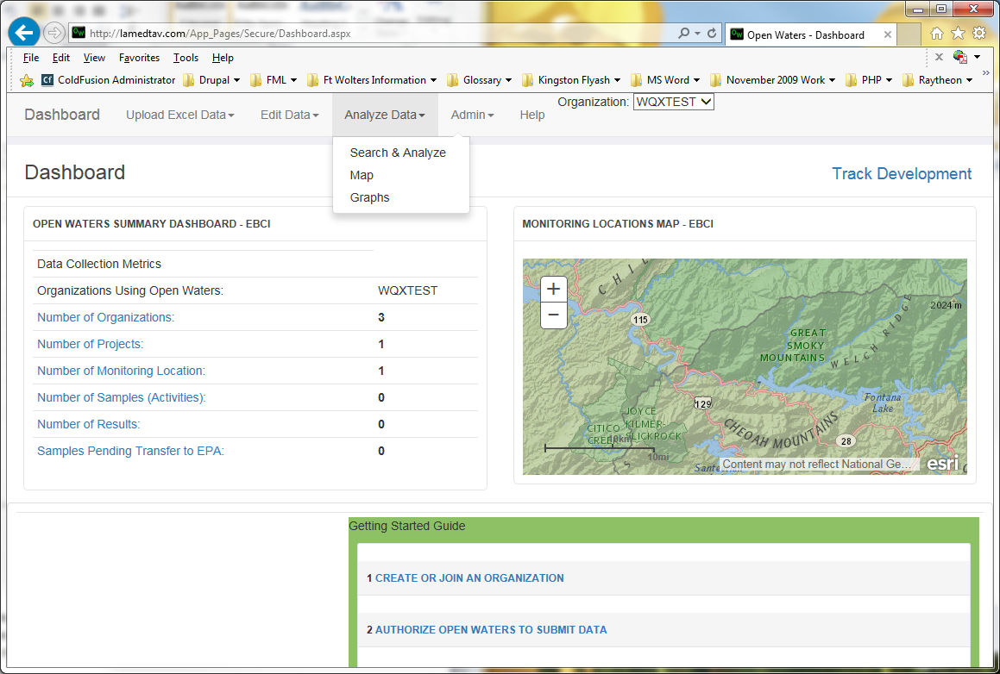 http://lamedtav.com/App_Pages/Secure/Dashboard.aspx
Open Waters - Dashboard
File Edit View Favorites Tools Help
ColdFusion Administrator Drupal FML Ft Wolters Information Glossary Kingston Flyash MS Word November 2009 Work PHP Raytheon
Dashboard Upload Excel Data Edit Data Analyze Data Admin Help Organization: WQXTEST
Search & Analyze
Map
Graphs
Dashboard
Track Development
OPEN WATERS SUMMARY DASHBOARD - EBCI
Data Collection Metrics
Organizations Using Open Waters: WQXTEST
Number of Organizations: 3
Number of Projects: 1
Number of Monitoring Location: 1
Number of Samples (Activities): 0
Number of Results: 0
Samples Pending Transfer to EPA: 0
MONITORING LOCATIONS MAP - EBCI
+
−
CHIL
2024 m
115
GREAT
SMOKY
MOUNTAINS
WELCH RIDGE
Fontana
Lake
129
JOYCE
KILMER-
SLICKROCK
CITICO
CREEK
CHEOAH MOUNTAINS
28
10km
10mi
Content may not reflect National Ge...
esri
Getting Started Guide
1 CREATE OR JOIN AN ORGANIZATION
2 AUTHORIZE OPEN WATERS TO SUBMIT DATA